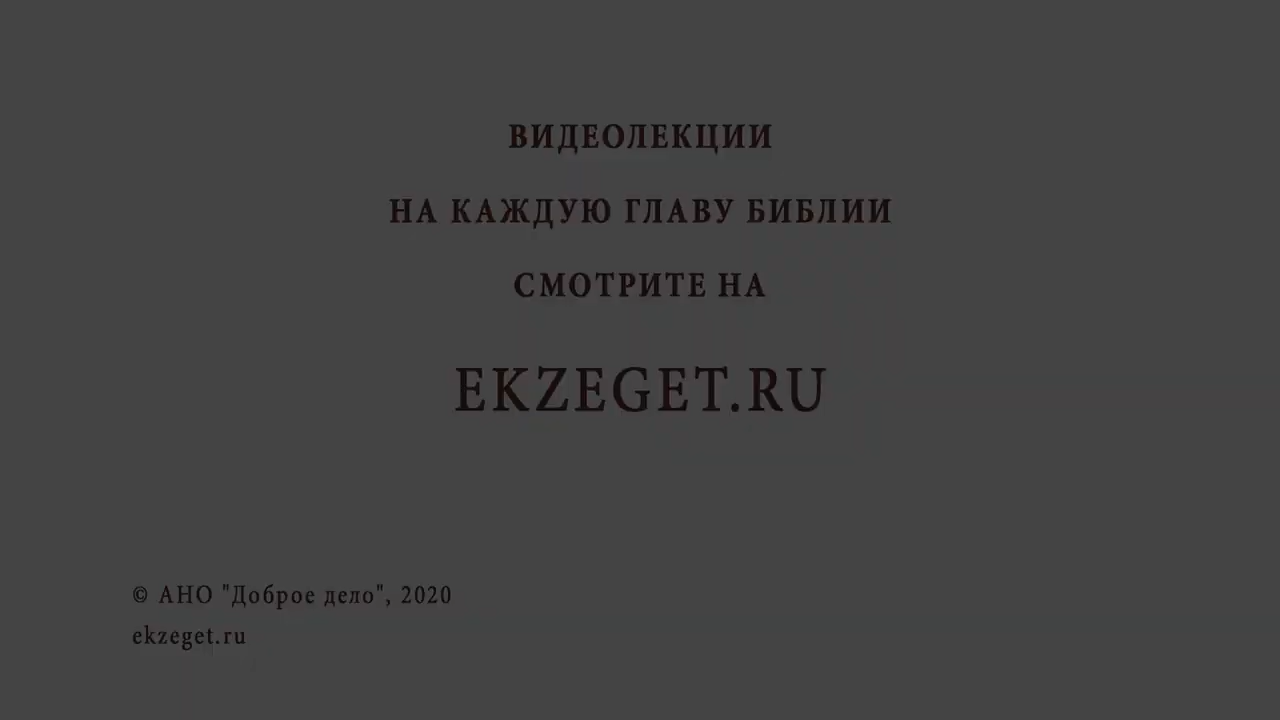 ВИДЕОЛЕКЦИИ
НА КАЖДУЮ ГЛАВУ БИБЛИИ
СМОТРИТЕ НА
EKZEGET.RU
© АНО "Доброе дело", 2020
ekzeget.ru